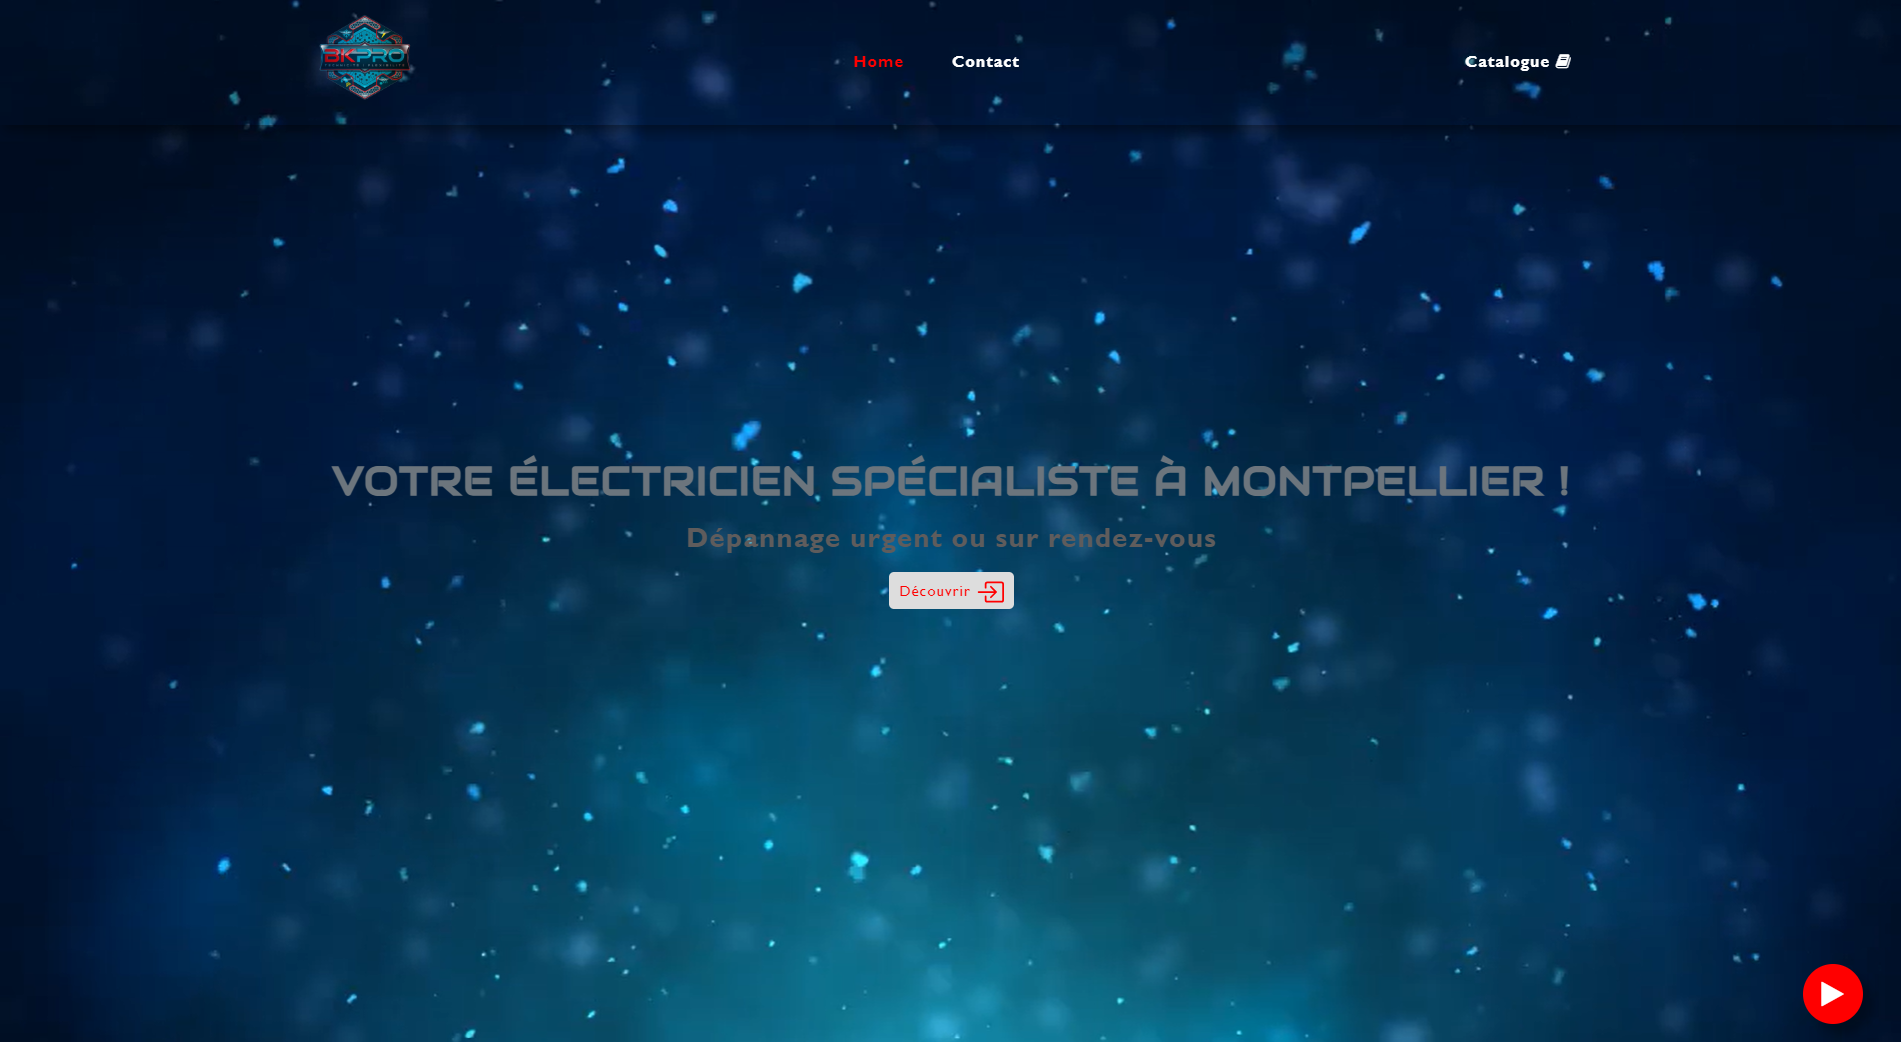 BKPRO
Home
Contact
Catalogue
VOTRE ÉLECTRICIEN SPÉCIALISTE À MONTPELLIER !
Dépannage urgent ou sur rendez-vous
Découvrir